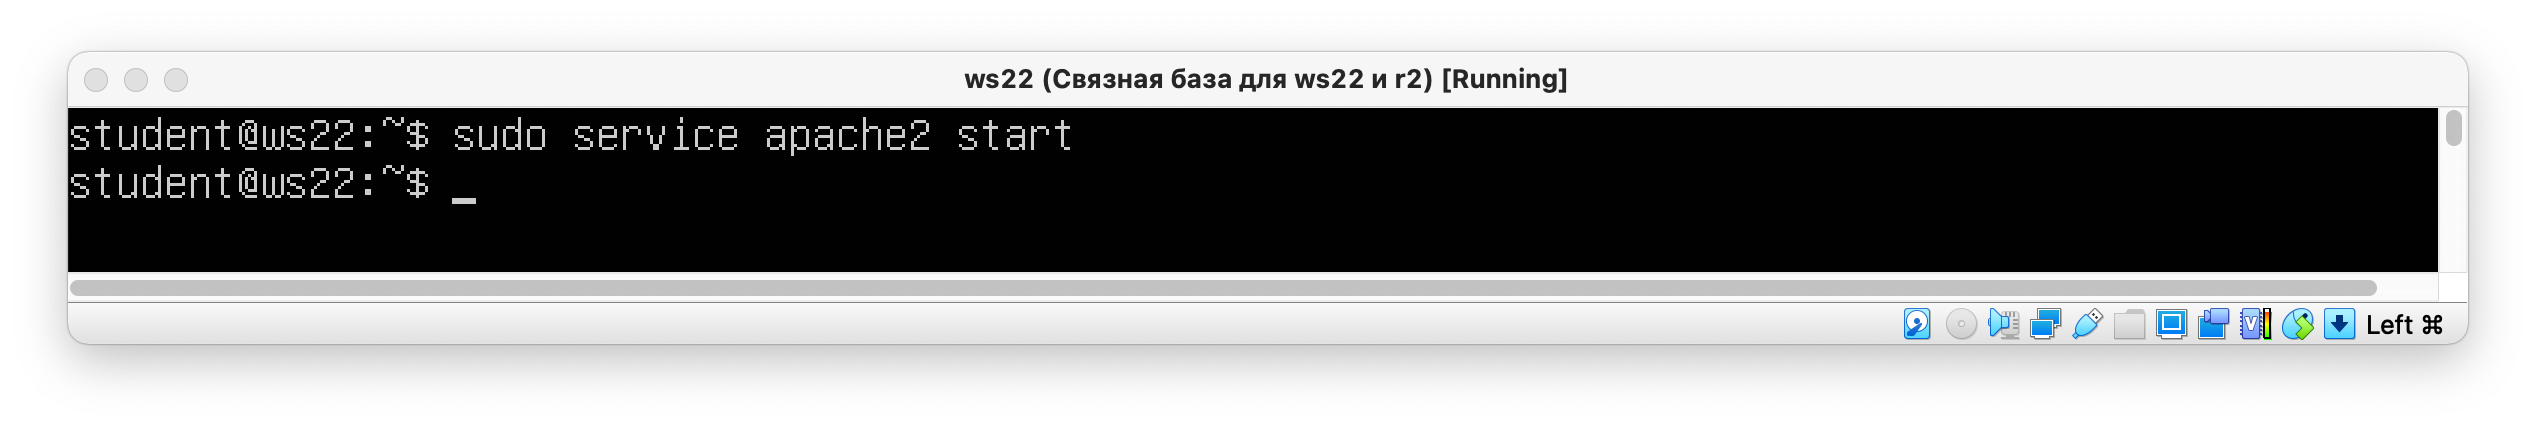 ws22 (Связная база для ws22 и r2) [Running]
student@ws22:~$ sudo service apache2 start
student@ws22:~$ _
Left ⌘